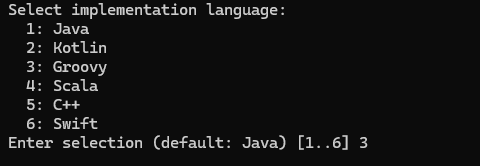 Select implementation language:
  1: Java
  2: Kotlin
  3: Groovy
  4: Scala
  5: C++
  6: Swift
Enter selection (default: Java) [1..6] 3